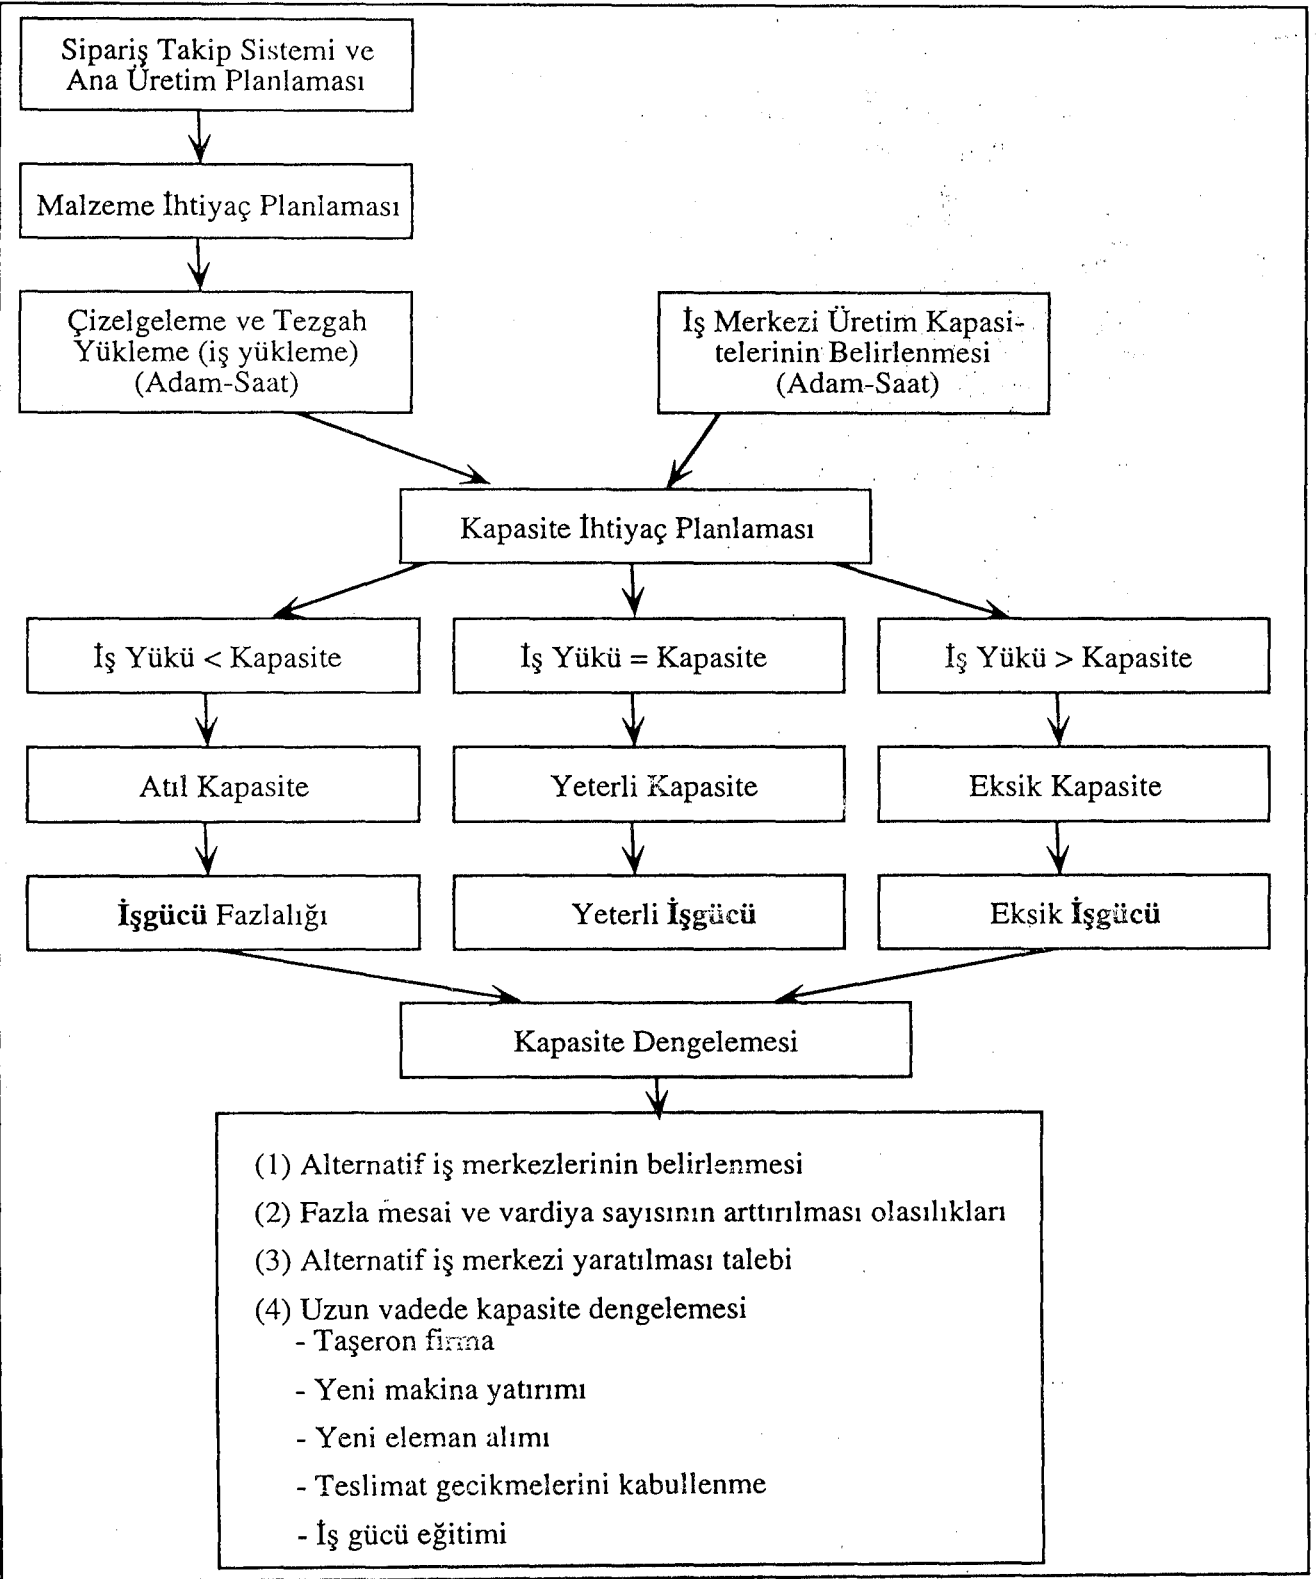 Sipariş Takip Sistemi ve
Ana Üretim Planlaması
Malzeme İhtiyaç Planlaması
Çizelgeleme ve Tezgah
Yükleme (iş yükleme)
(Adam-Saat)
İş Merkezi Üretim Kapasi-
telerinin Belirlenmesi
(Adam-Saat)
Kapasite İhtiyaç Planlaması
İş Yükü < Kapasite
İş Yükü = Kapasite
İş Yükü > Kapasite
Atıl Kapasite
Yeterli Kapasite
Eksik Kapasite
İşgücü Fazlalığı
Yeterli İşgücü
Eksik İşgücü
Kapasite Dengelemesi
(1) Alternatif iş merkezlerinin belirlenmesi
(2) Fazla mesai ve vardiya sayısının arttırılması olasılıkları
(3) Alternatif iş merkezi yaratılması talebi
(4) Uzun vadede kapasite dengelemesi
- Taşeron firma
- Yeni makina yatırımı
- Yeni eleman alımı
- Teslimat gecikmelerini kabullenme
- İş gücü eğitimi